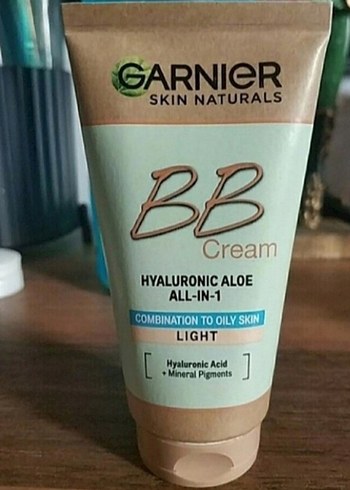 GARNIER
SKIN NATURALS
BB
Cream
HYALURONIC ALOE
ALL-IN-1
COMBINATION TO OILY SKIN
LIGHT
Hyaluronic Acid
+ Mineral Pigments